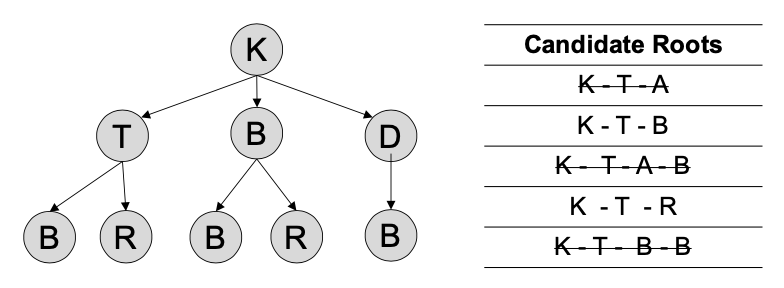 K
T B D
B R B R B
Candidate Roots
K - T - A
K - T - B
K - T - A - B
K - T - R
K - T - B - B